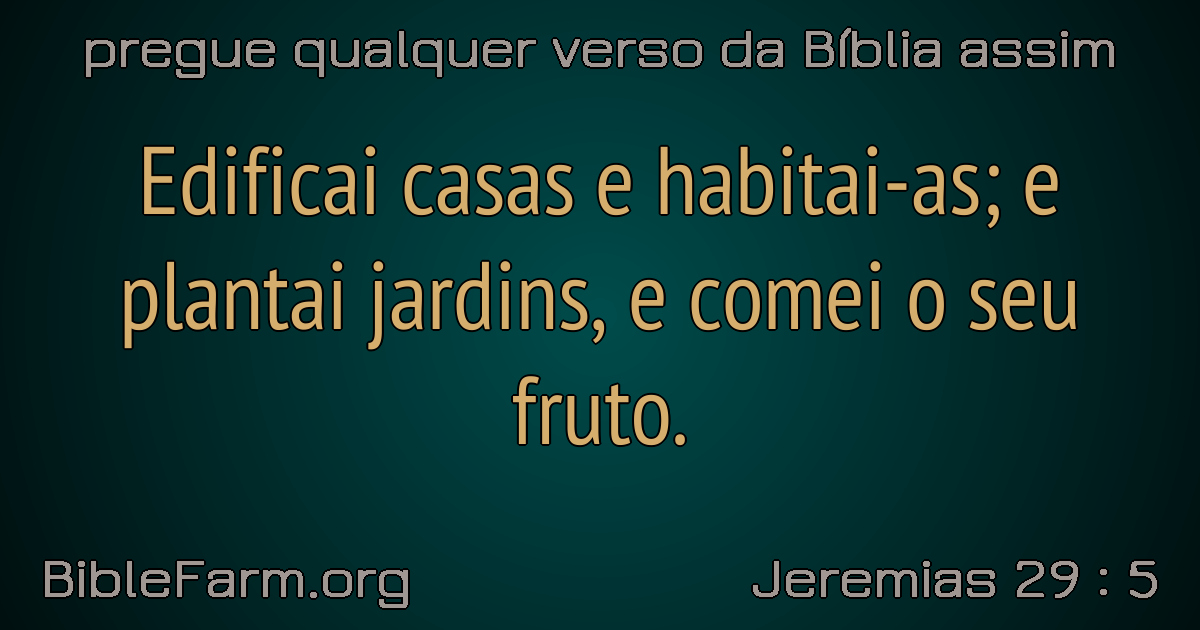 pregue qualquer verso da Bíblia assim
Edificai casas e habitai-as; e
plantai jardins, e comei o seu
fruto.
BibleFarm.org
Jeremias 29 : 5